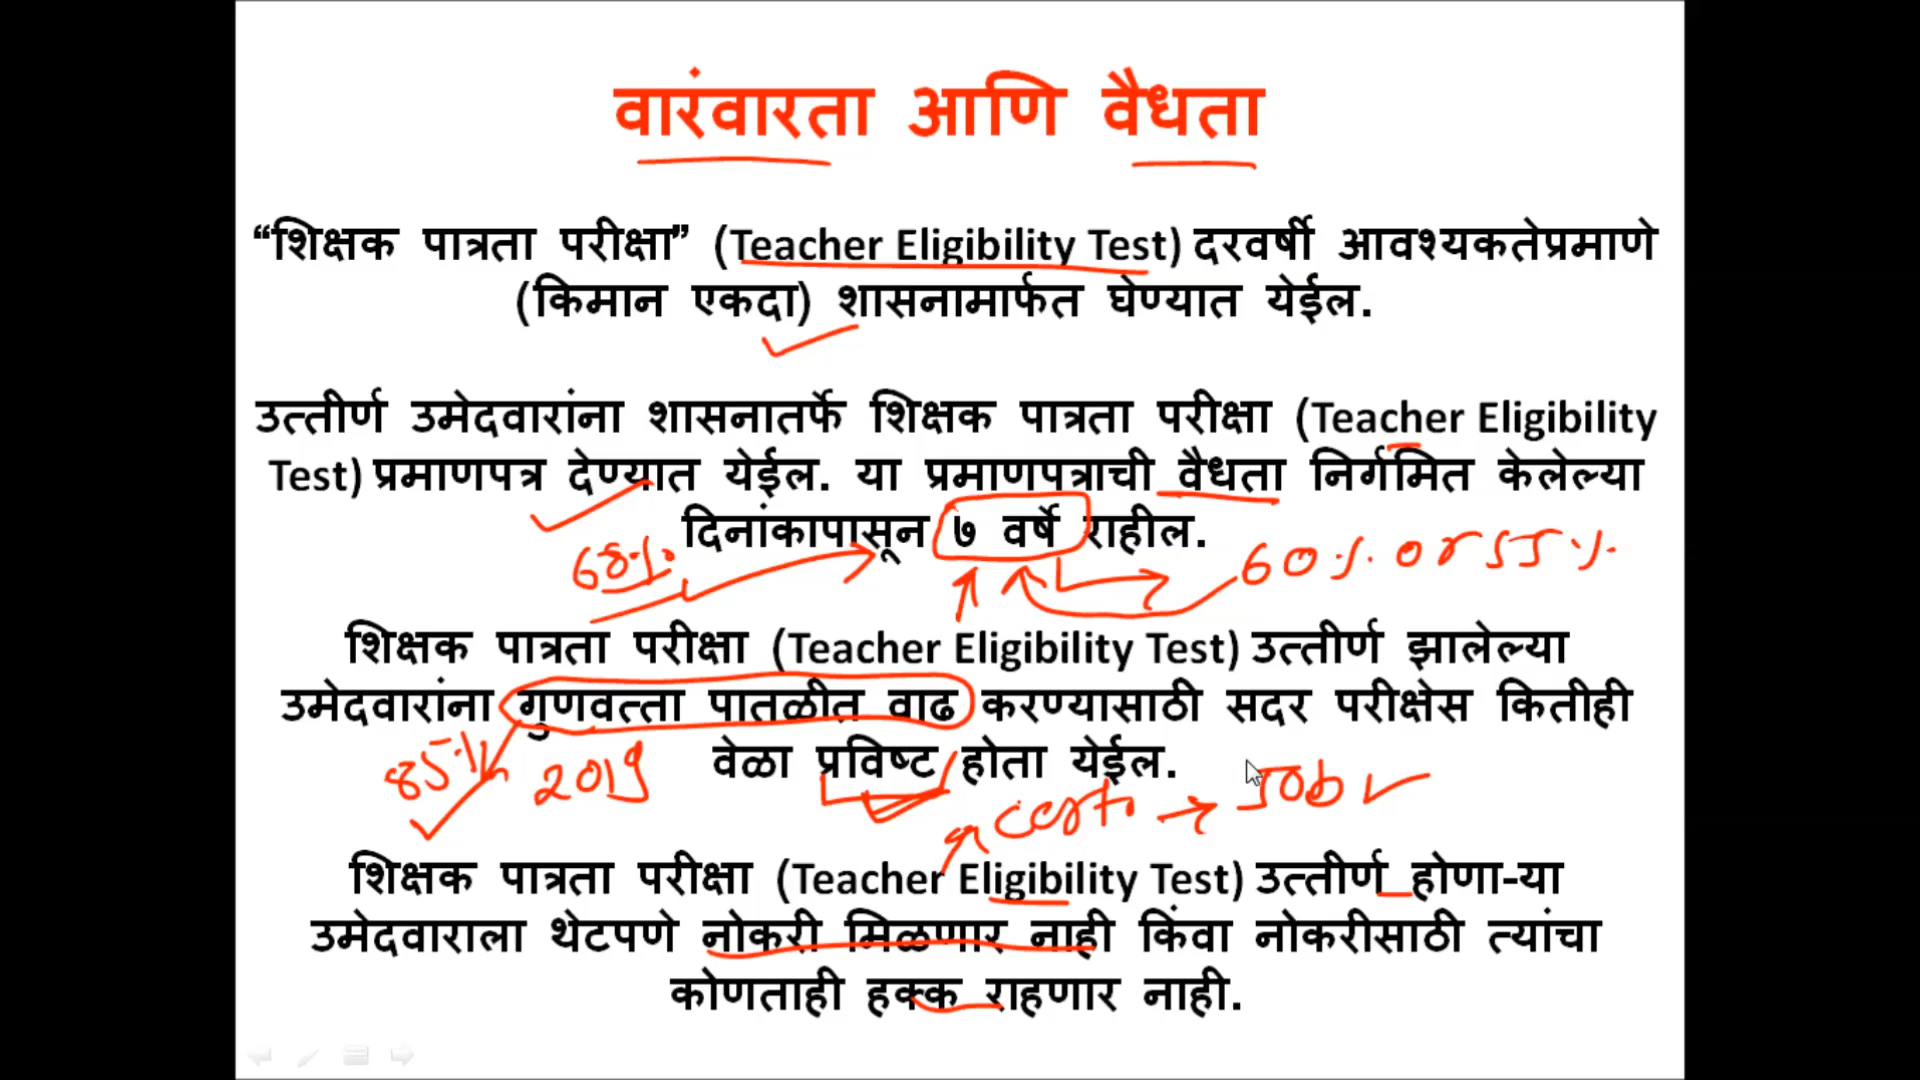 वारंवारता आणि वैधता
“शिक्षक पात्रता परीक्षा” (Teacher Eligibility Test) दरवर्षी आवश्यकतेप्रमाणे
(किमान एकदा) शासनामार्फत घेण्यात येईल.
उत्तीर्ण उमेदवारांना शासनातर्फे शिक्षक पात्रता परीक्षा (Teacher Eligibility
Test) प्रमाणपत्र देण्यात येईल. या प्रमाणपत्राची वैधता निर्गमित केलेल्या
दिनांकापासून ७ वर्षे राहील.
68% 60% or 55%
शिक्षक पात्रता परीक्षा (Teacher Eligibility Test) उत्तीर्ण झालेल्या
उमेदवारांना गुणवत्ता पातळीत वाढ करण्यासाठी सदर परीक्षेस कितीही
वेळा प्रविष्ट होता येईल.
85% 2019 Job
शिक्षक पात्रता परीक्षा (Teacher Eligibility Test) उत्तीर्ण होणा-या
उमेदवाराला थेटपणे नोकरी मिळणार नाही किंवा नोकरीसाठी त्यांचा
कोणताही हक्क राहणार नाही.